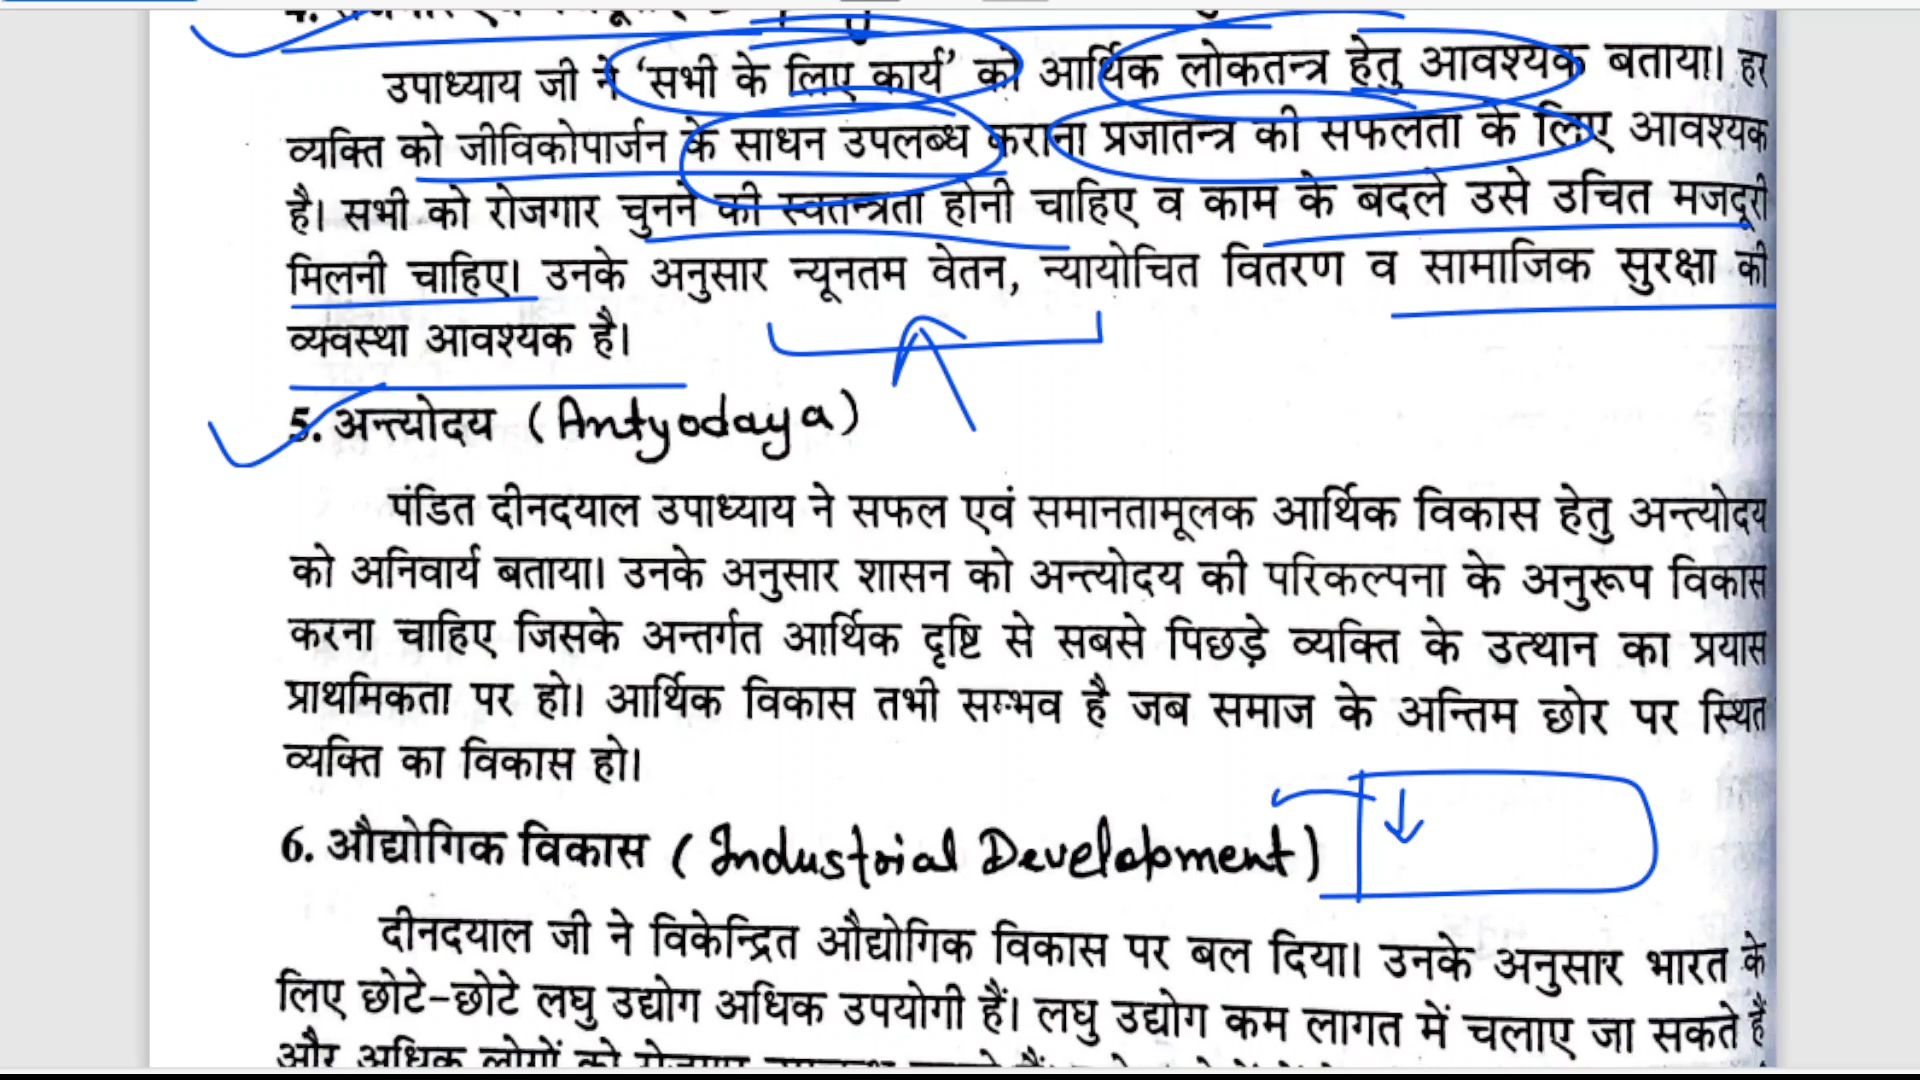 उपाध्याय जी ने ‘सभी के लिए कार्य’ को आर्थिक लोकतन्त्र हेतु आवश्यक बताया। हर
व्यक्ति को जीविकोपार्जन के साधन उपलब्ध कराना प्रजातन्त्र की सफलता के लिए आवश्यक
है। सभी को रोजगार चुनने की स्वतन्त्रता होनी चाहिए व काम के बदले उसे उचित मजदूरी
मिलनी चाहिए। उनके अनुसार न्यूनतम वेतन, न्यायोचित वितरण व सामाजिक सुरक्षा की
व्यवस्था आवश्यक है।
5. अन्त्योदय (Antyodaya)
पंडित दीनदयाल उपाध्याय ने सफल एवं समानतामूलक आर्थिक विकास हेतु अन्त्योदय
को अनिवार्य बताया। उनके अनुसार शासन को अन्त्योदय की परिकल्पना के अनुरूप विकास
करना चाहिए जिसके अन्तर्गत आर्थिक दृष्टि से सबसे पिछड़े व्यक्ति के उत्थान का प्रयास
प्राथमिकता पर हो। आर्थिक विकास तभी सम्भव है जब समाज के अन्तिम छोर पर स्थित
व्यक्ति का विकास हो।
6. औद्योगिक विकास (Industrial Development)
दीनदयाल जी ने विकेन्द्रित औद्योगिक विकास पर बल दिया। उनके अनुसार भारत के
लिए छोटे-छोटे लघु उद्योग अधिक उपयोगी हैं। लघु उद्योग कम लागत में चलाए जा सकते हैं
और अधिक लोगों को